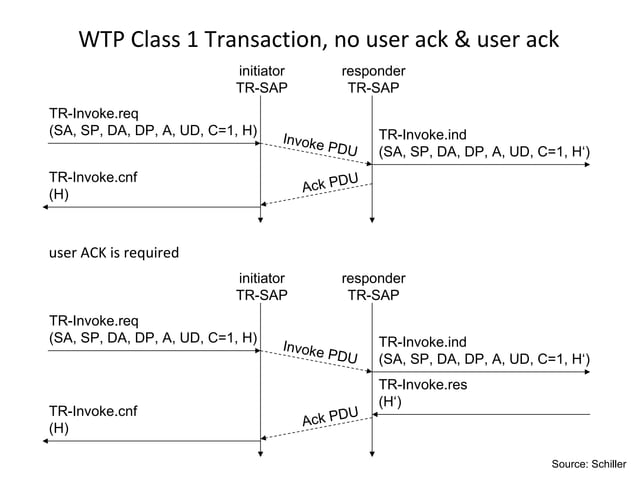 WTP Class 1 Transaction, no user ack & user ack
initiator
TR-SAP
responder
TR-SAP
TR-Invoke.req
(SA, SP, DA, DP, A, UD, C=1, H)
Invoke PDU
TR-Invoke.ind
(SA, SP, DA, DP, A, UD, C=1, H‘)
TR-Invoke.cnf
(H)
Ack PDU
user ACK is required
initiator
TR-SAP
responder
TR-SAP
TR-Invoke.req
(SA, SP, DA, DP, A, UD, C=1, H)
Invoke PDU
TR-Invoke.ind
(SA, SP, DA, DP, A, UD, C=1, H‘)
TR-Invoke.res
(H‘)
TR-Invoke.cnf
(H)
Ack PDU
Source: Schiller